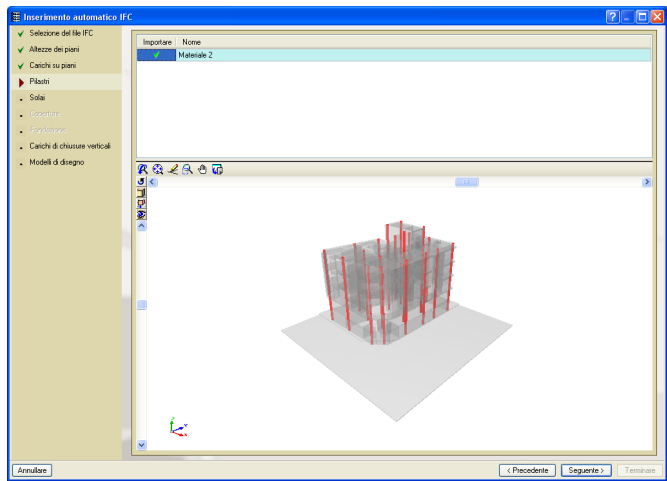 Inserimento automatico IFC
Selezione del file IFC
Altezze dei piani
Carichi su piani
Pilastri
Solai
Coperture
Fondazione
Carichi di chiusure verticali
Modelli di disegno
Importare Nome
Materiale 2
Annullare
< Precedente
Seguente >
Terminare